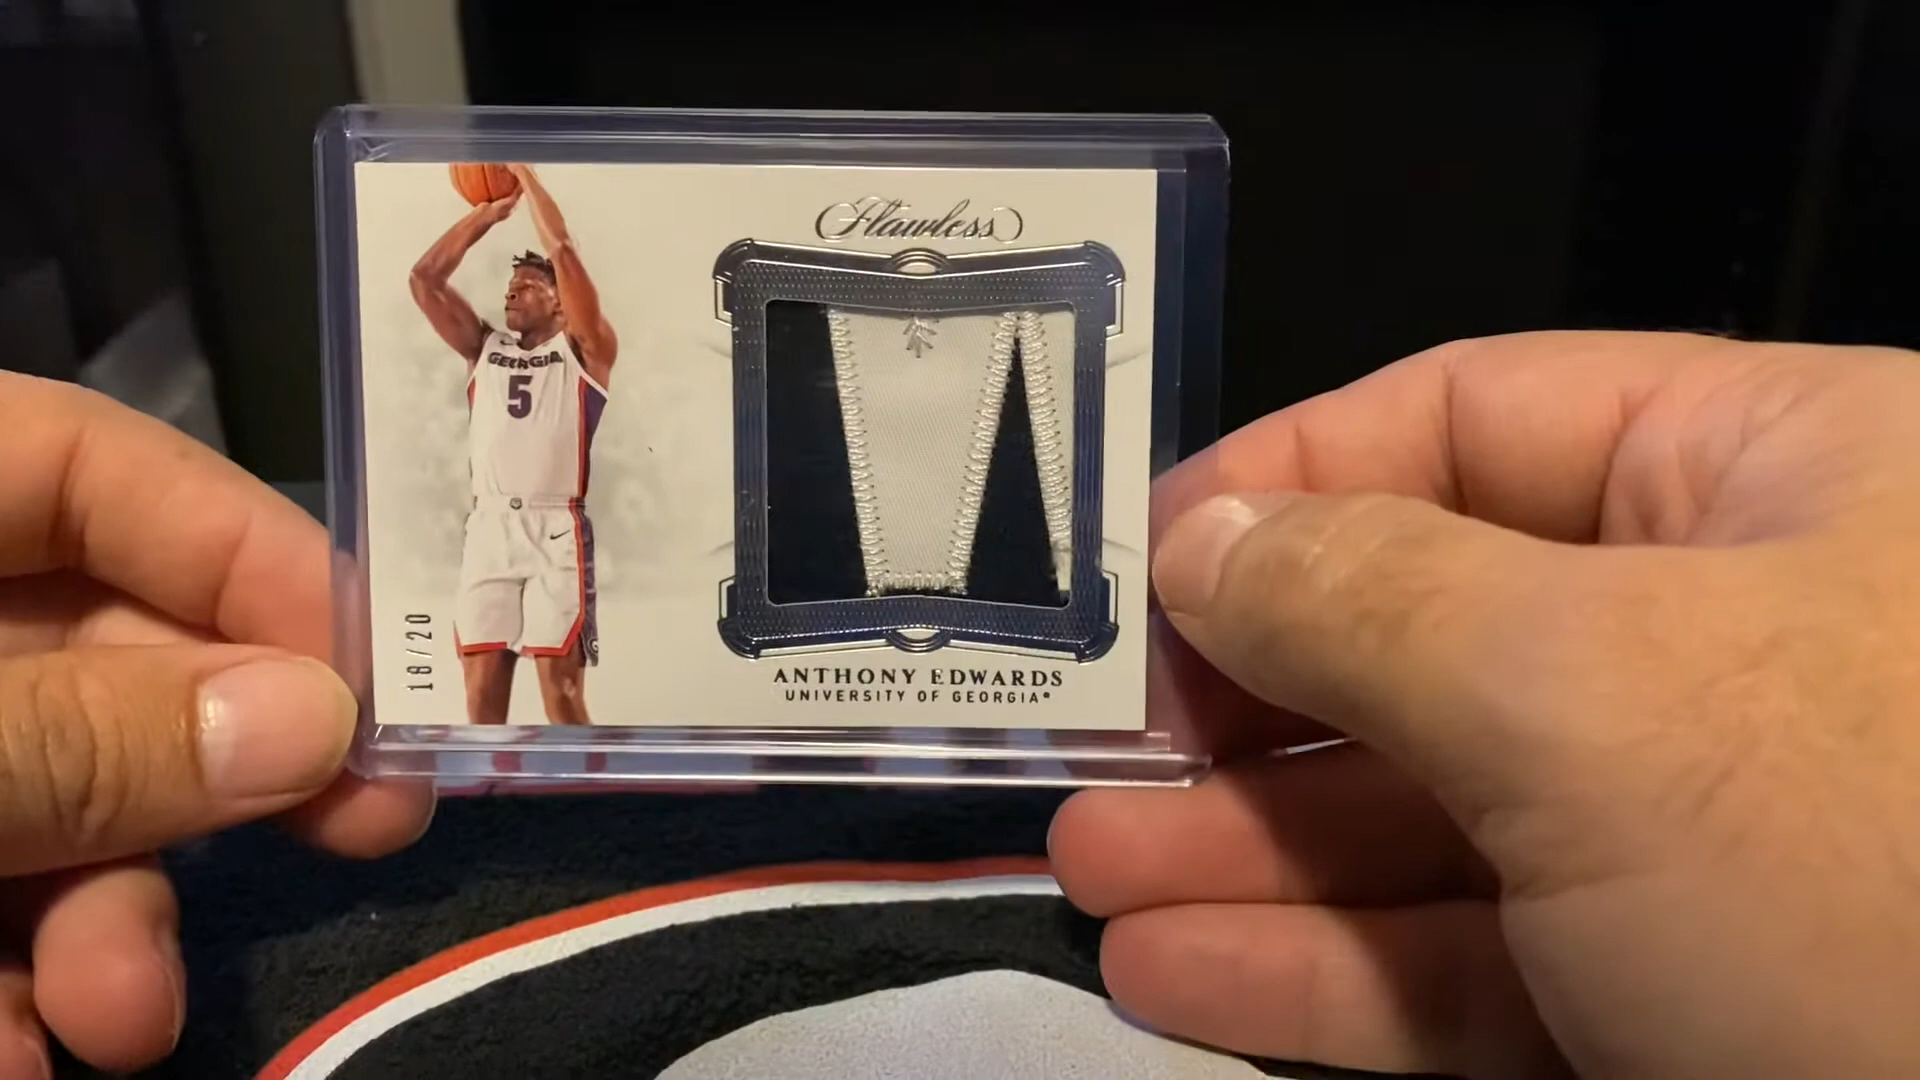 Flawless
GEORGIA
5
18/20
ANTHONY EDWARDS
UNIVERSITY OF GEORGIA®